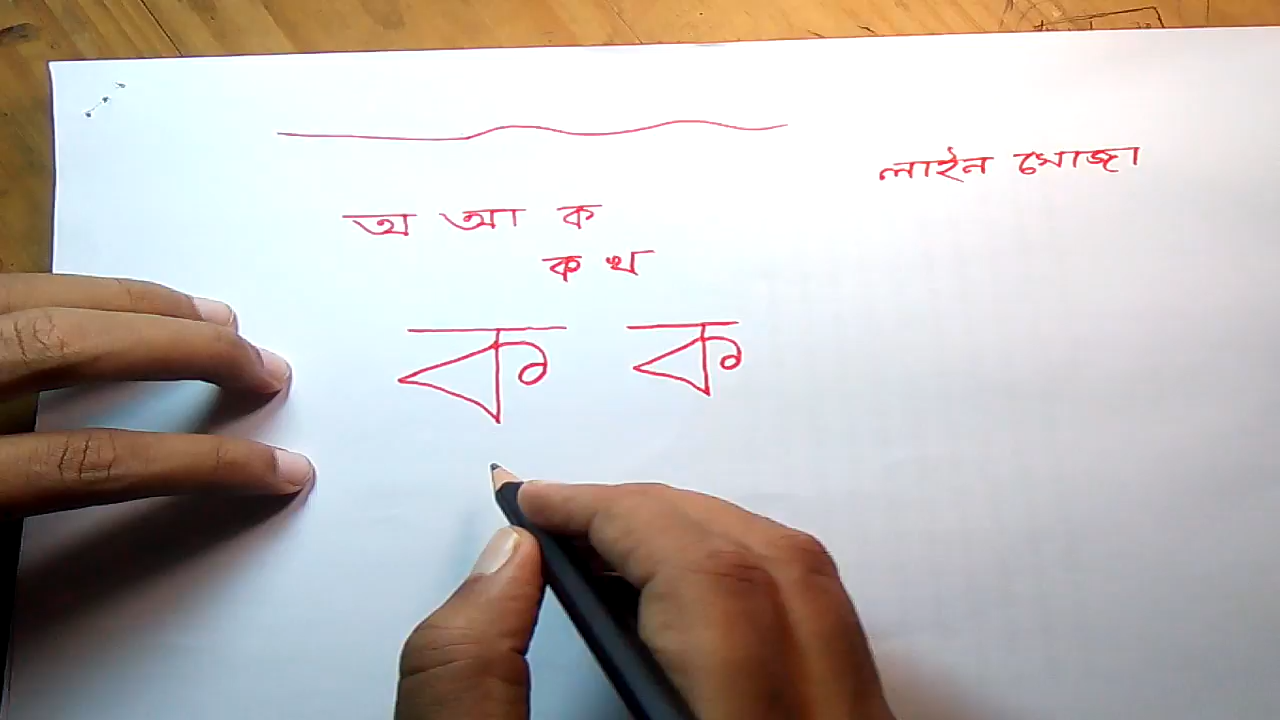 লাইন সোজা
অ আ ক
ক খ
ক ক